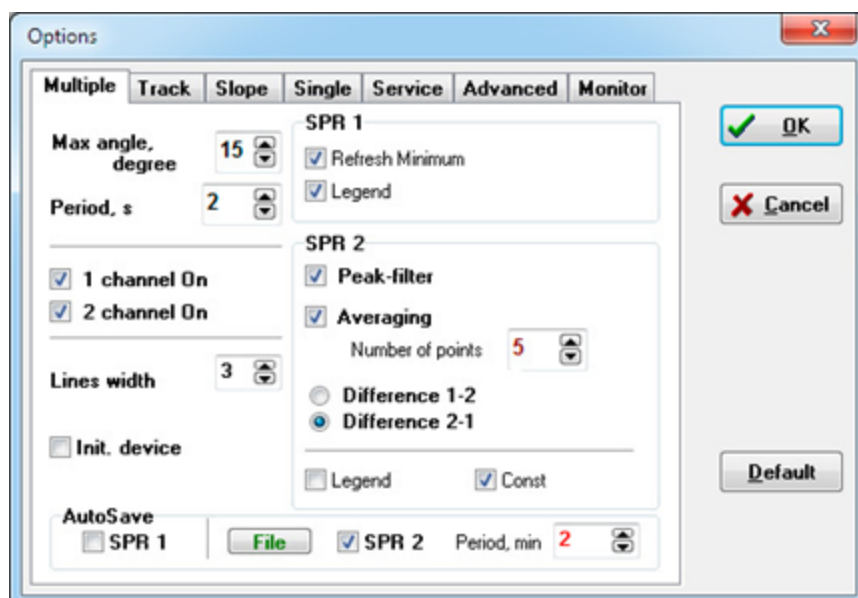 Options
Multiple Track Slope Single Service Advanced Monitor
Max angle, degree 15
Period, s 2
1 channel On
2 channel On
Lines width 3
Init. device
SPR 1
Refresh Minimum
Legend
SPR 2
Peak-filter
Averaging
Number of points 5
Difference 1-2
Difference 2-1
Legend Const
AutoSave
SPR 1 File SPR 2 Period, min 2
OK
Cancel
Default